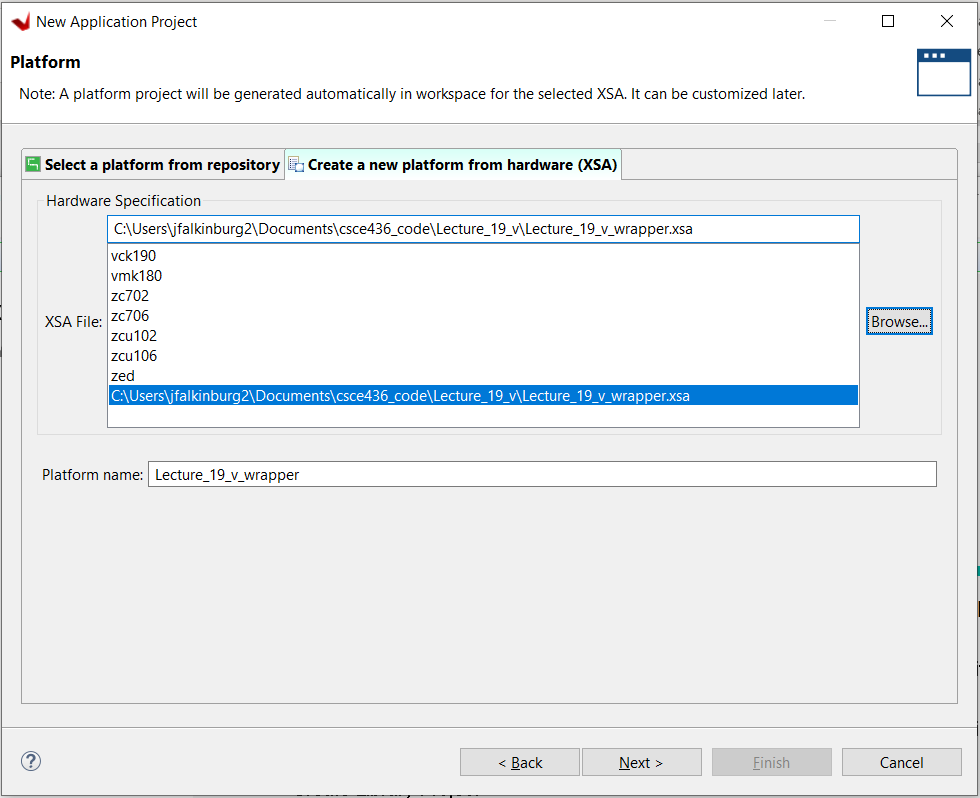 New Application Project
Platform
Note: A platform project will be generated automatically in workspace for the selected XSA. It can be customized later.
Select a platform from repository
Create a new platform from hardware (XSA)
Hardware Specification
C:\Users\jfalkinburg2\Documents\csce436_code\Lecture_19_v\Lecture_19_v_wrapper.xsa
vck190
vmk180
zc702
zc706
XSA File:
Browse...
zcu102
zcu106
zed
C:\Users\jfalkinburg2\Documents\csce436_code\Lecture_19_v\Lecture_19_v_wrapper.xsa
Platform name: Lecture_19_v_wrapper
?
< Back
Next >
Finish
Cancel